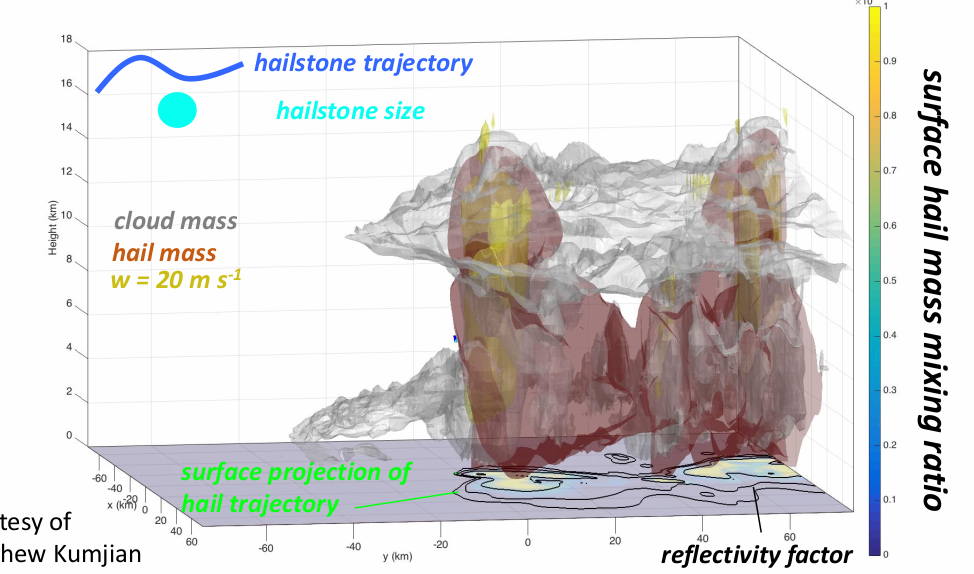 ×10
1
18
hailstone trajectory
0.9
16
hailstone size
14
0.8
12
0.7
10
Height (km)
cloud mass
0.6
hail mass
8
w = 20 m s⁻¹
surface hail mass mixing ratio
6
0.5
4
0.4
2
0.3
0
0.2
surface projection of
hail trajectory
-60
-40
-20
x (km)
0
20
40
60
0.1
tesy of
hew Kumjian
-60
-40
-20
0
20
40
60
y (km)
reflectivity factor
0